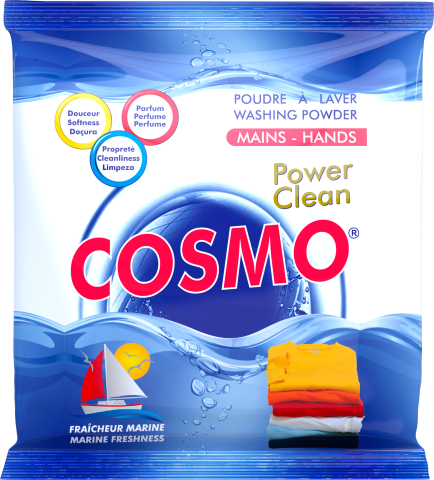 POUDRE À LAVER
WASHING POWDER
MAINS - HANDS
Douceur
Softness
Doçura
Parfum
Perfume
Perfume
Propreté
Cleanliness
Limpeza
Power
Clean
COSMO®
FRAÎCHEUR MARINE
MARINE FRESHNESS